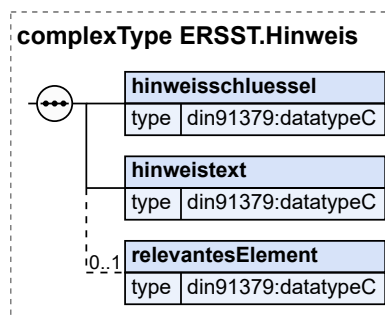 complexType ERSST.Hinweis
hinweisschluessel
type din91379:datatypeC
hinweistext
type din91379:datatypeC
0..1
relevantesElement
type din91379:datatypeC